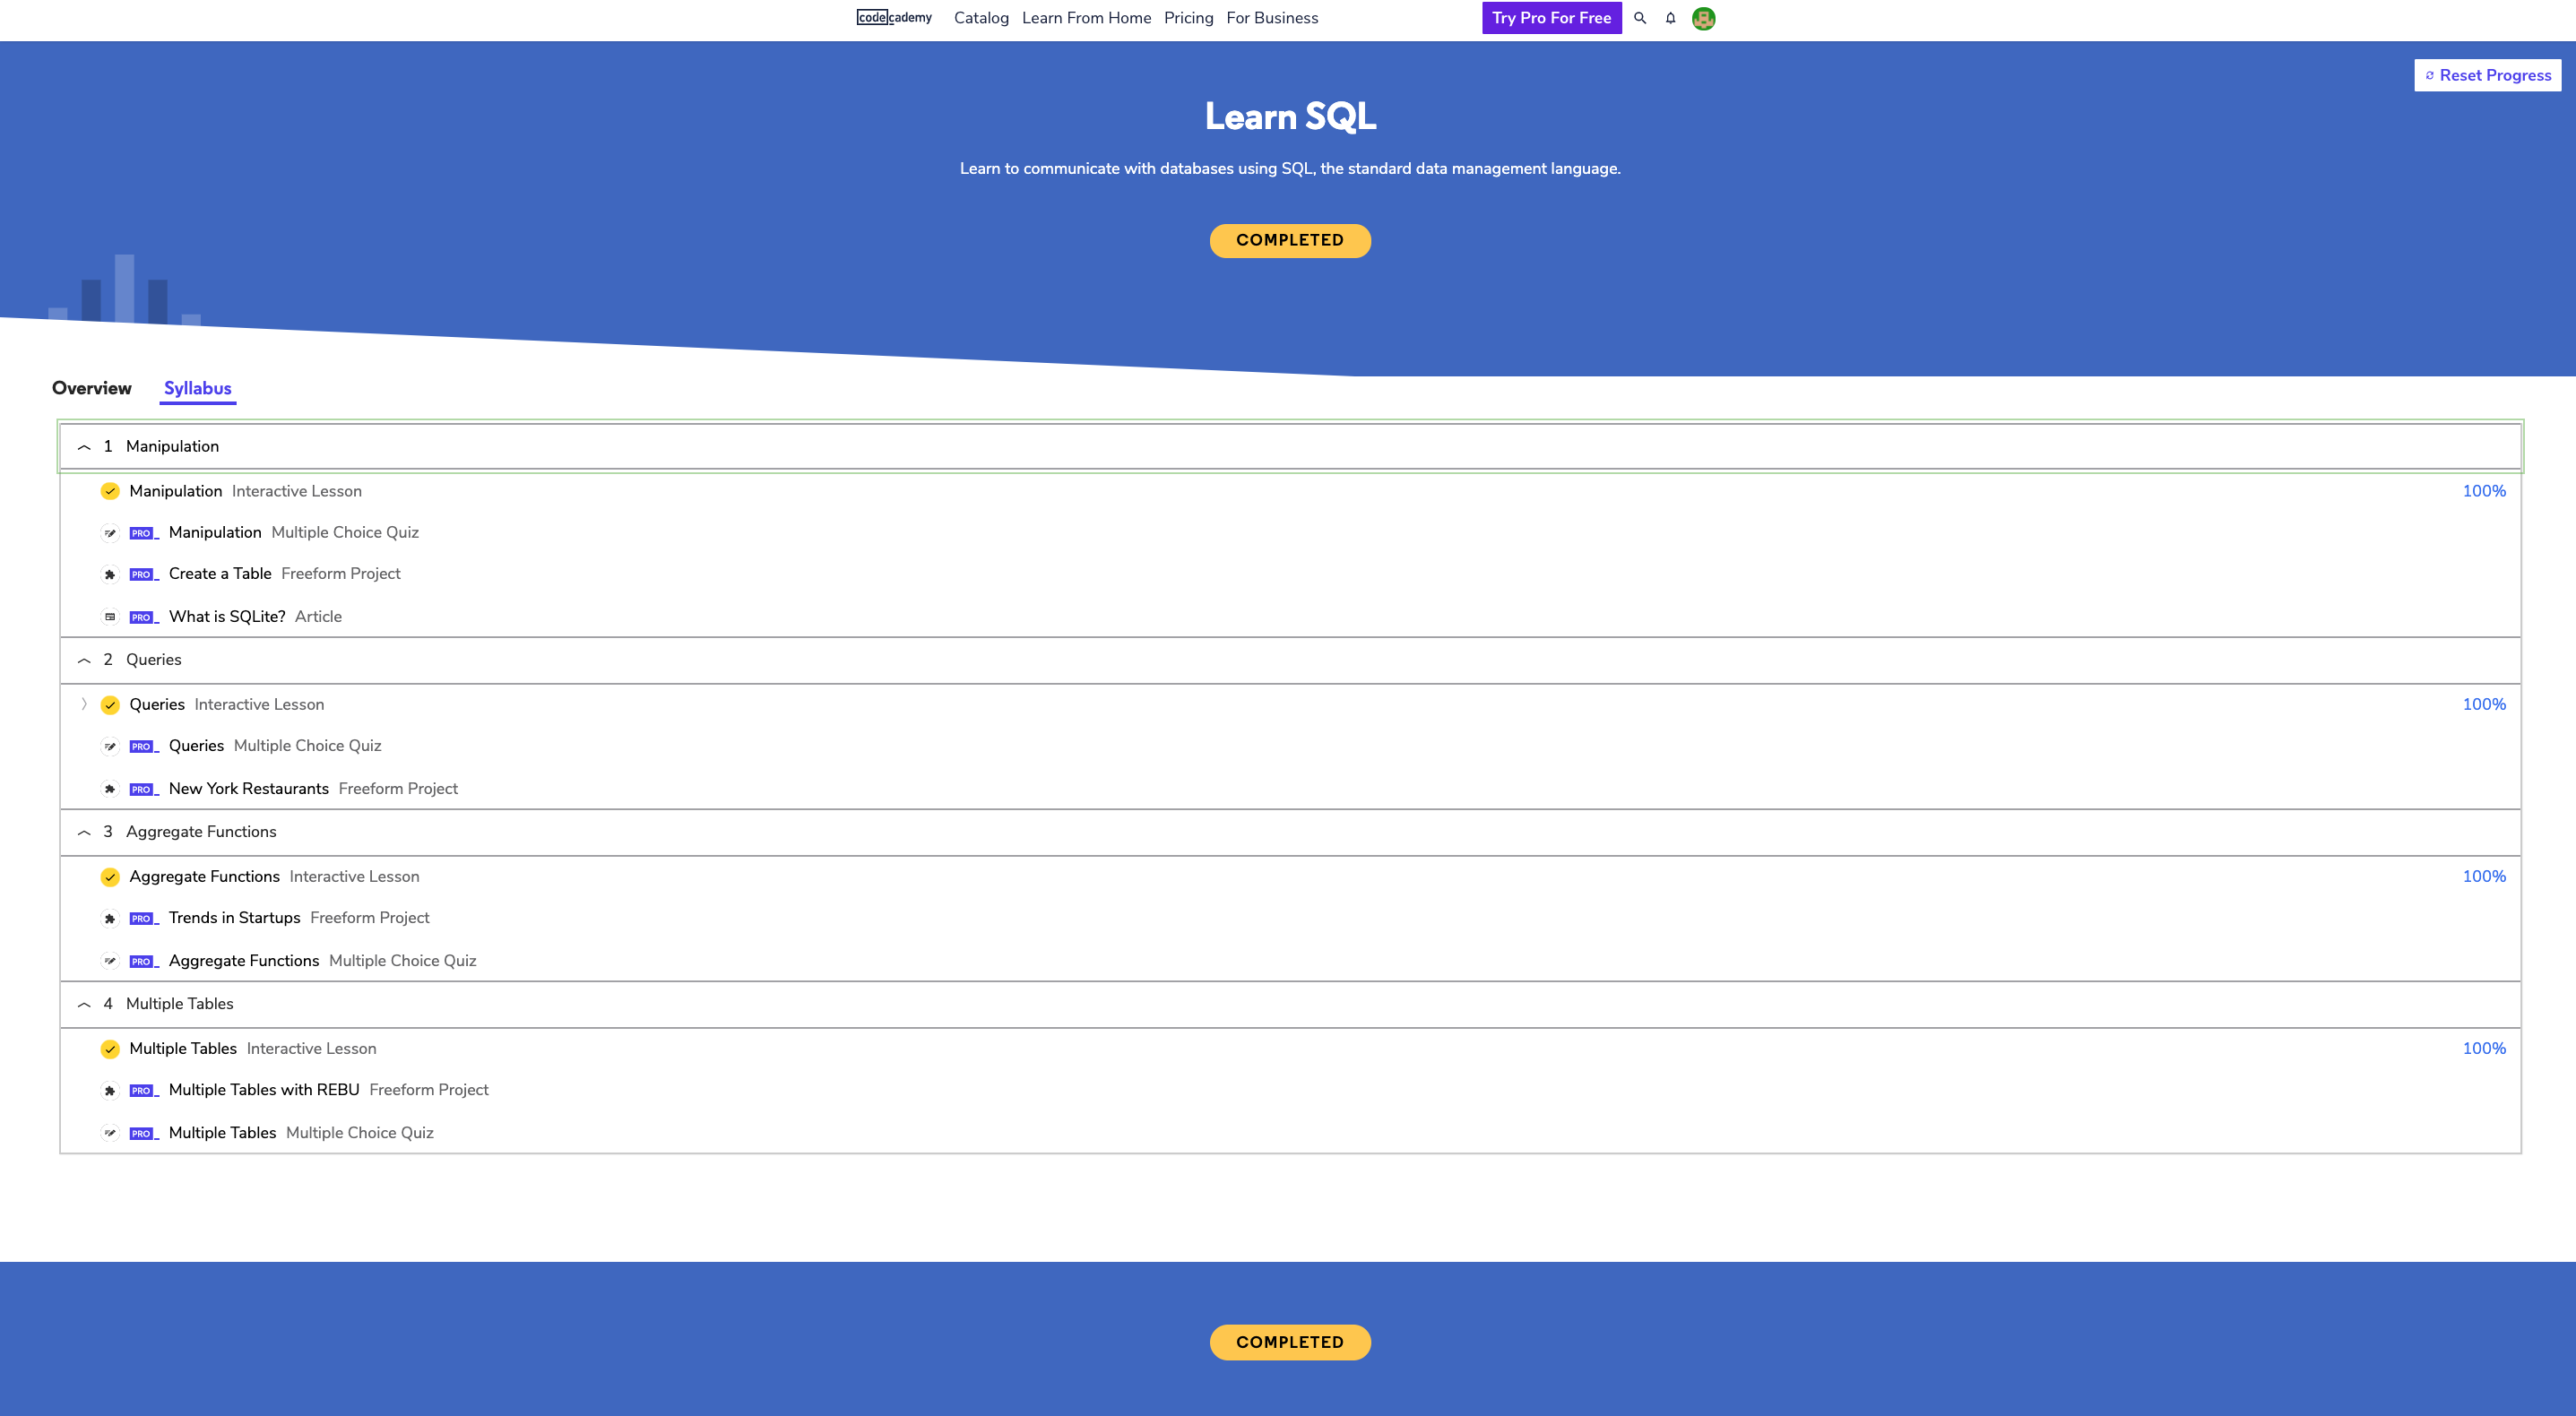 codecademy Catalog Learn From Home Pricing For Business Try Pro For Free
Reset Progress
Learn SQL
Learn to communicate with databases using SQL, the standard data management language.
COMPLETED
Overview Syllabus
1 Manipulation
Manipulation Interactive Lesson 100%
PRO Manipulation Multiple Choice Quiz
PRO Create a Table Freeform Project
PRO What is SQLite? Article
2 Queries
Queries Interactive Lesson 100%
PRO Queries Multiple Choice Quiz
PRO New York Restaurants Freeform Project
3 Aggregate Functions
Aggregate Functions Interactive Lesson 100%
PRO Trends in Startups Freeform Project
PRO Aggregate Functions Multiple Choice Quiz
4 Multiple Tables
Multiple Tables Interactive Lesson 100%
PRO Multiple Tables with REBU Freeform Project
PRO Multiple Tables Multiple Choice Quiz
COMPLETED